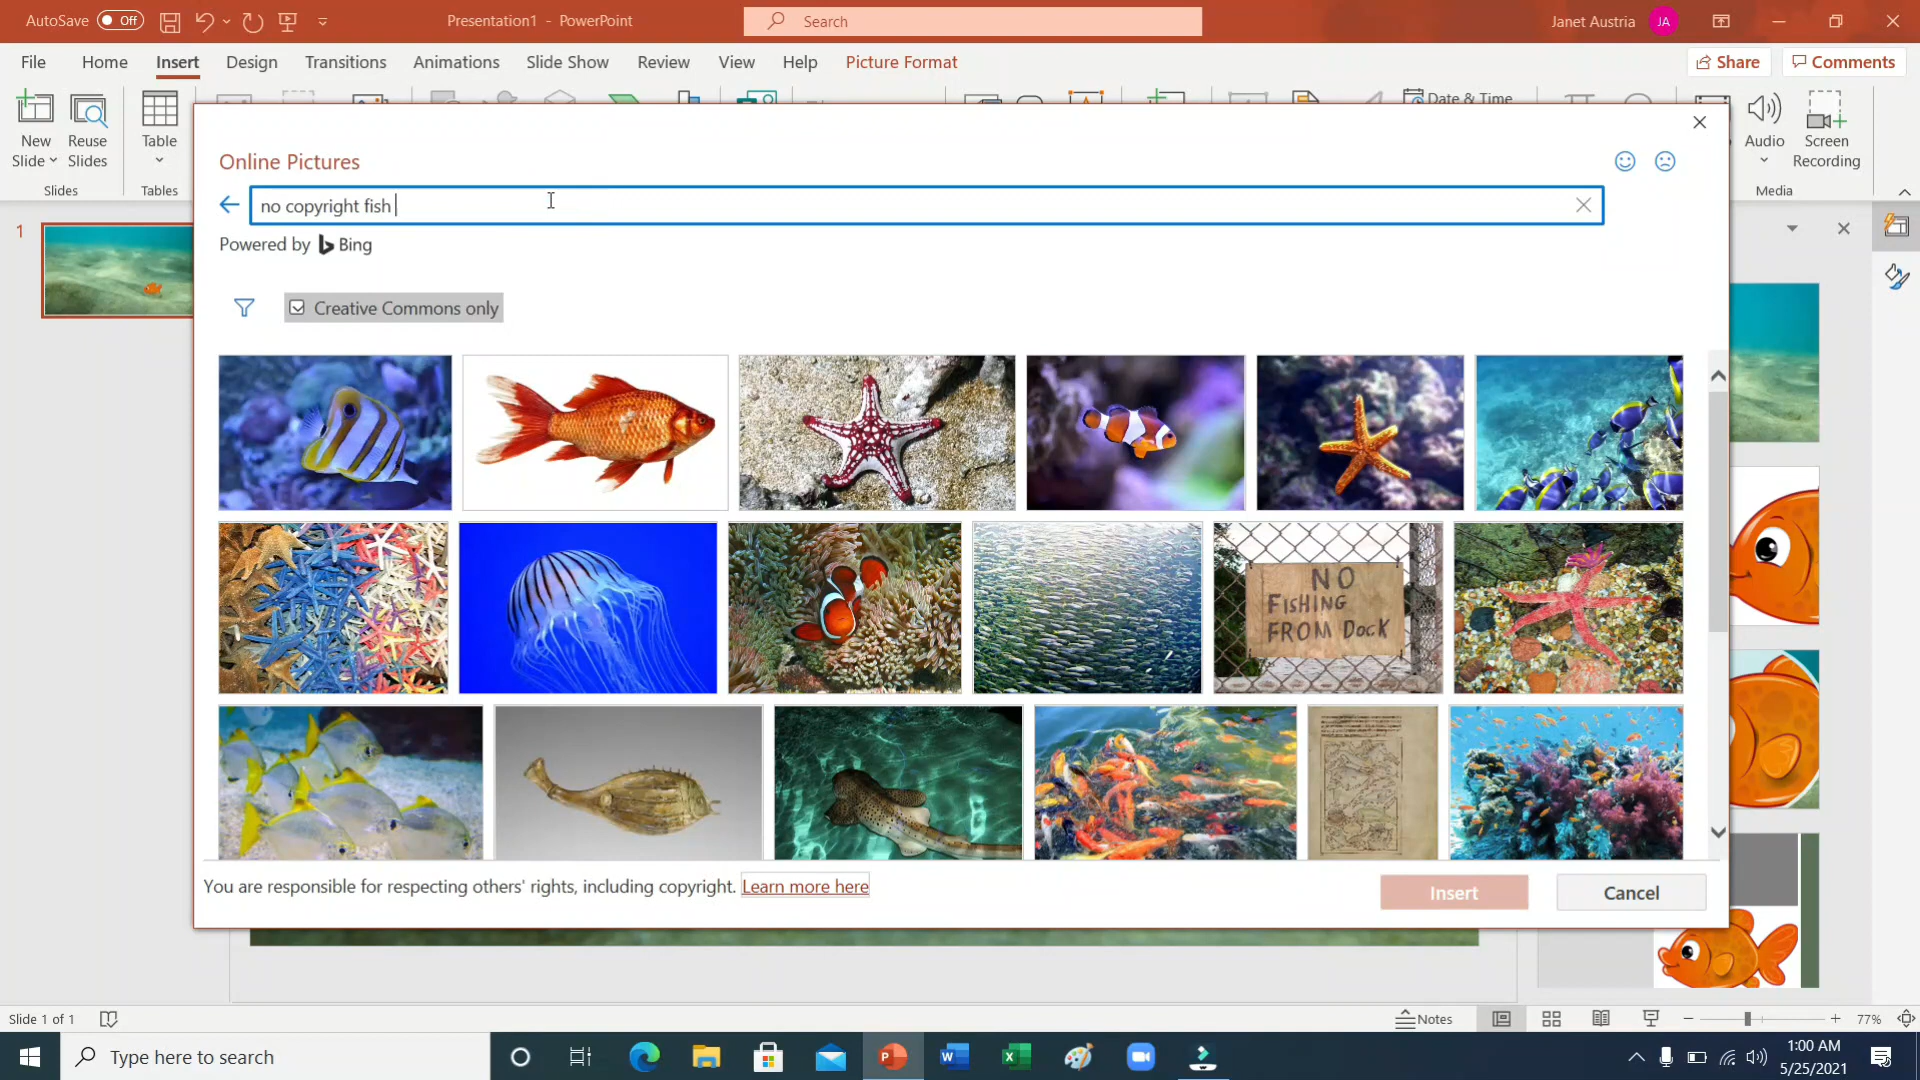 AutoSave Off
Presentation1 - PowerPoint
Search
Janet Austria JA
File Home Insert Design Transitions Animations Slide Show Review View Help Picture Format
Share Comments
New Slide
Reuse Slides
Table
Date & Time
Audio
Screen Recording
Slides
Tables
Media
Online Pictures
no copyright fish
Powered by Bing
Creative Commons only
1
NO
FISHING
FROM DOCK
You are responsible for respecting others' rights, including copyright. Learn more here
Insert
Cancel
Slide 1 of 1
Notes
77%
Type here to search
1:00 AM
5/25/2021